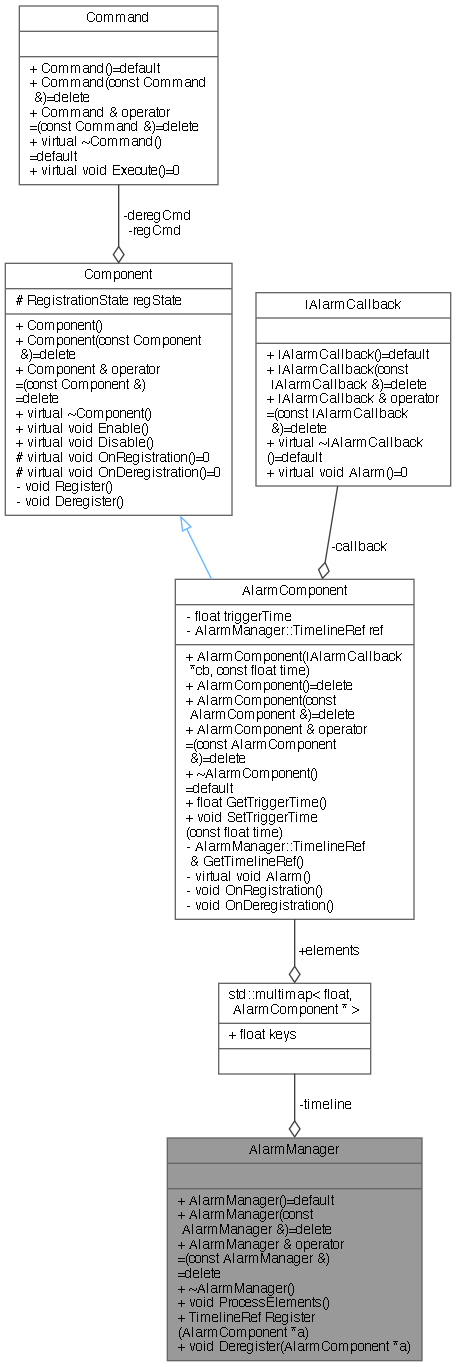 Command
+ Command()=default
+ Command(const Command
&)=delete
+ Command & operator
=(const Command &)=delete
+ virtual ~Command()
=default
+ virtual void Execute()=0
-deregCmd
-regCmd
Component
# RegistrationState regState
+ Component()
+ Component(const Component
&)=delete
+ Component & operator
=(const Component &)
=delete
+ virtual ~Component()
+ virtual void Enable()
+ virtual void Disable()
# virtual void OnRegistration()=0
# virtual void OnDeregistration()=0
- void Register()
- void Deregister()
IAlarmCallback
+ IAlarmCallback()=default
+ IAlarmCallback(const
IAlarmCallback &)=delete
+ IAlarmCallback & operator
=(const IAlarmCallback
&)=delete
+ virtual ~IAlarmCallback
()=default
+ virtual void Alarm()=0
-callback
AlarmComponent
- float triggerTime
- AlarmManager::TimelineRef ref
+ AlarmComponent(IAlarmCallback
*cb, const float time)
+ AlarmComponent()=delete
+ AlarmComponent(const
AlarmComponent &)=delete
+ AlarmComponent & operator
=(const AlarmComponent
&)=delete
+ ~AlarmComponent()
=default
+ float GetTriggerTime()
+ void SetTriggerTime
(const float time)
- AlarmManager::TimelineRef
& GetTimelineRef()
- virtual void Alarm()
- void OnRegistration()
- void OnDeregistration()
+elements
std::multimap< float,
AlarmComponent * >
+ float keys
-timeline
AlarmManager
+ AlarmManager()=default
+ AlarmManager(const
AlarmManager &)=delete
+ AlarmManager & operator
=(const AlarmManager &)
=delete
+ ~AlarmManager()
+ void ProcessElements()
+ TimelineRef Register
(AlarmComponent *a)
+ void Deregister(AlarmComponent *a)